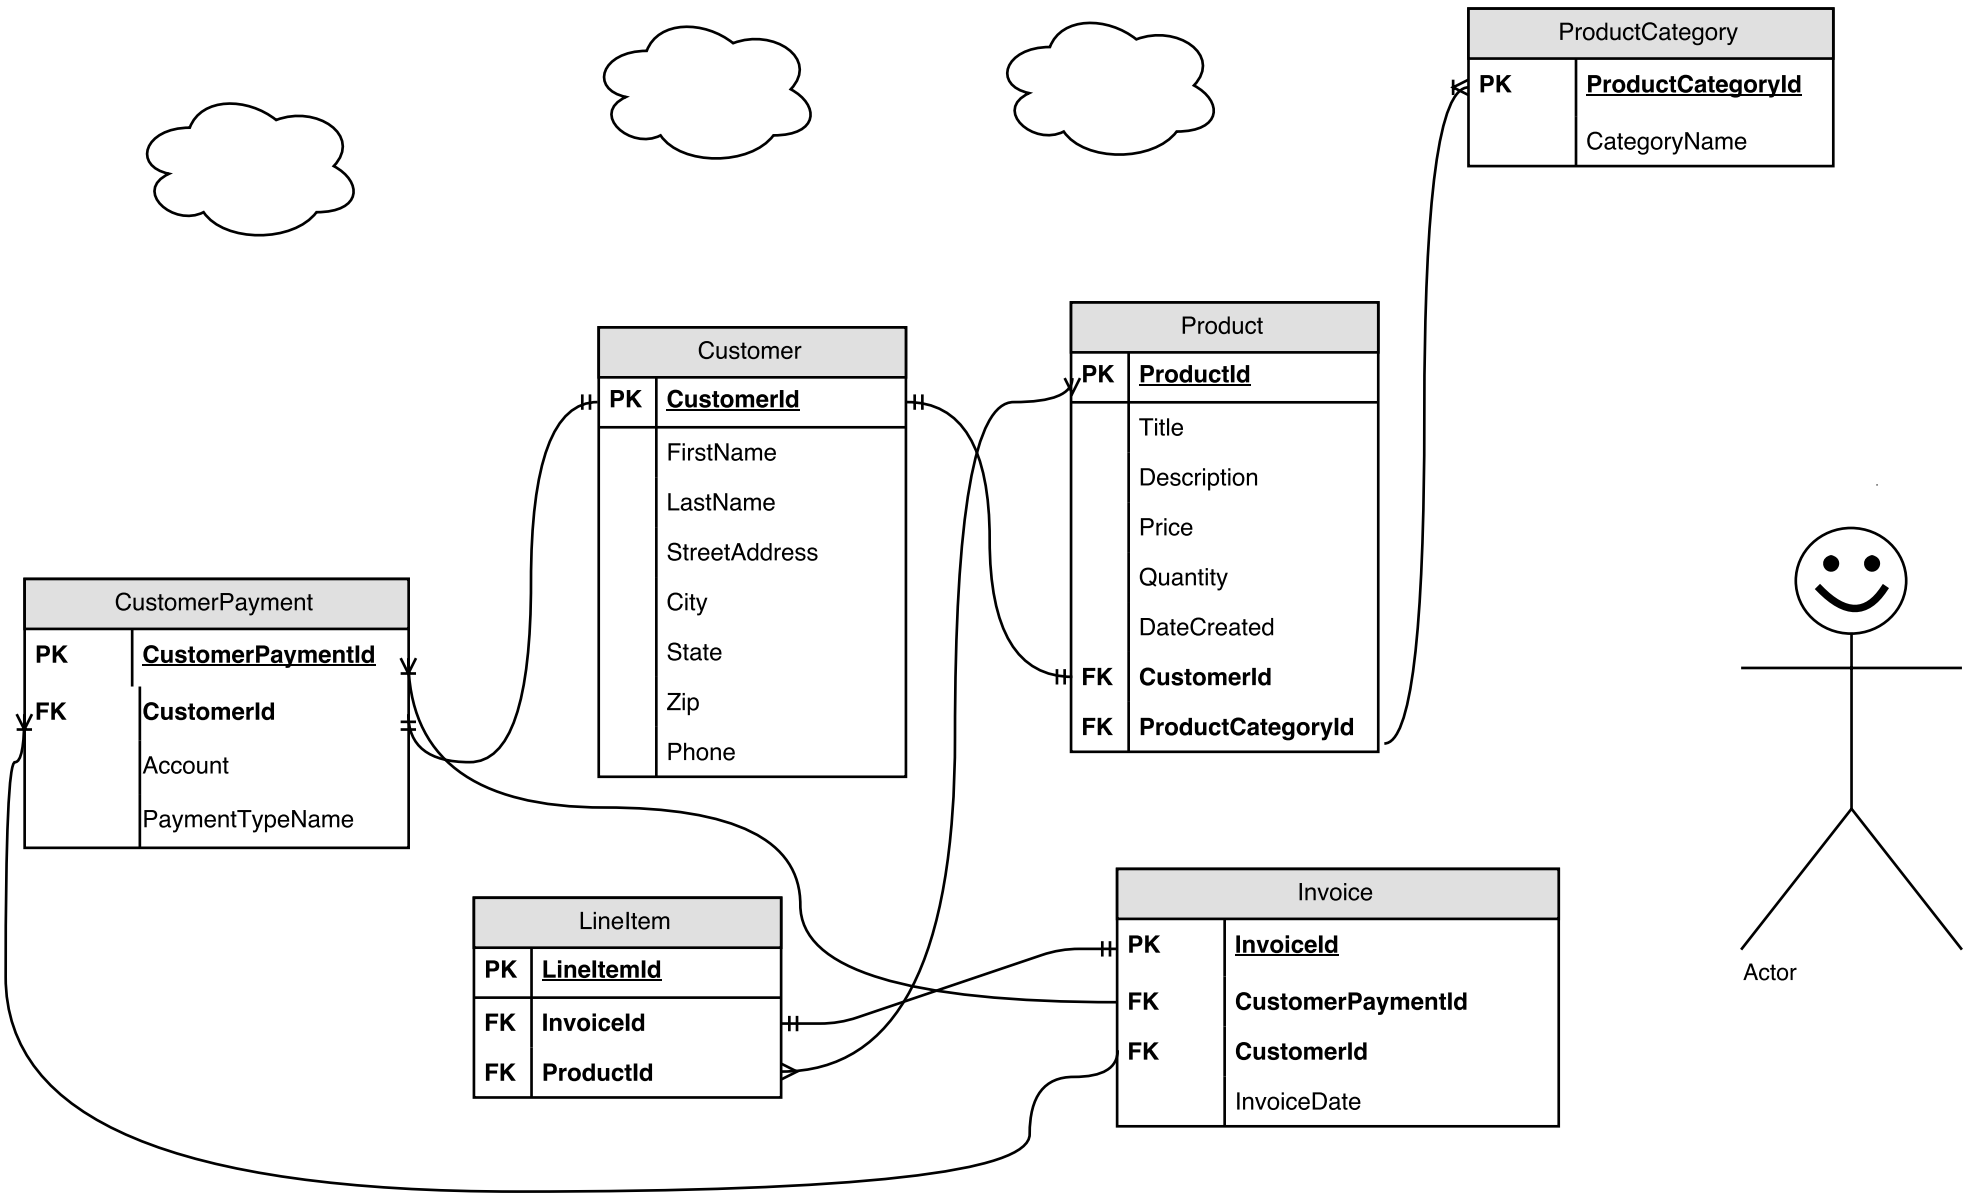 ProductCategory
PK ProductCategoryId
CategoryName
Product
PK ProductId
Title
Description
Price
Quantity
DateCreated
FK CustomerId
FK ProductCategoryId
Customer
PK CustomerId
FirstName
LastName
StreetAddress
City
State
Zip
Phone
CustomerPayment
PK CustomerPaymentId
FK CustomerId
Account
PaymentTypeName
LineItem
PK LineItemId
FK InvoiceId
FK ProductId
Invoice
PK InvoiceId
FK CustomerPaymentId
FK CustomerId
InvoiceDate
Actor